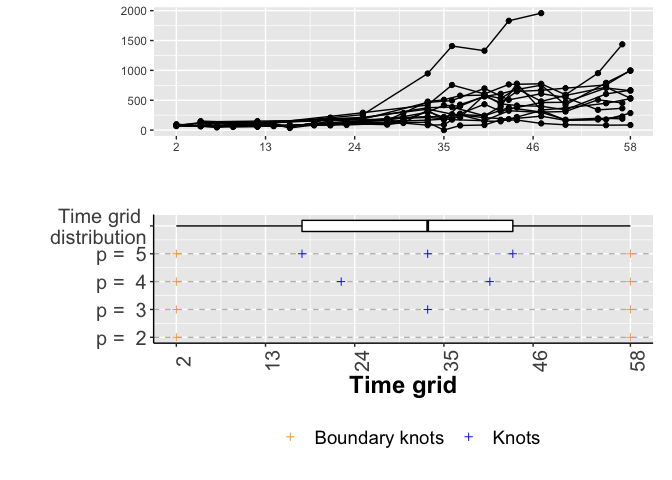 2000
1500
1000
500
0
2 13 24 35 46 58
Time grid
distribution
p = 5
p = 4
p = 3
p = 2
2 13 24 35 46 58
Time grid
Boundary knots Knots